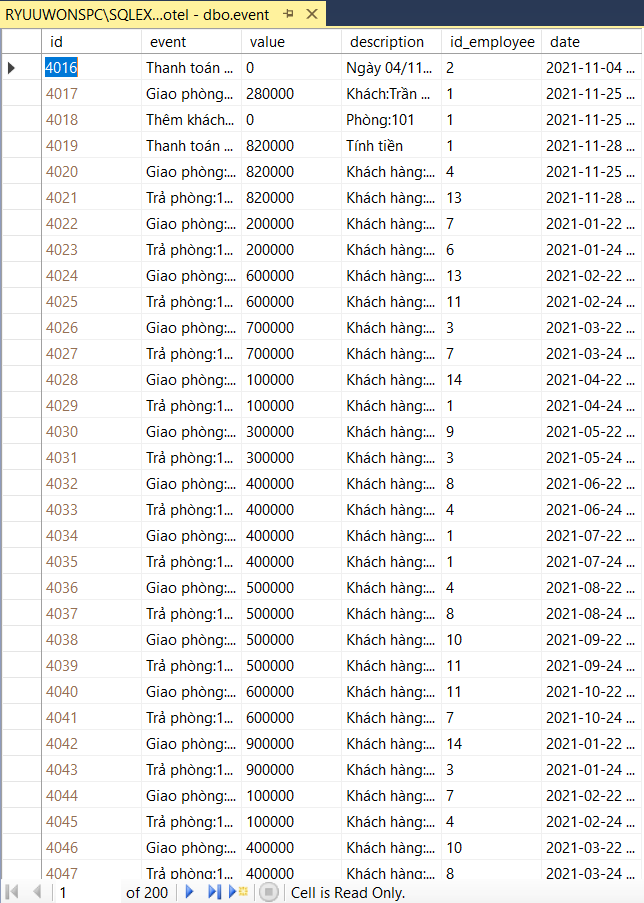 RYUUWONSPC\SQLEX...otel - dbo.event
id event value description id_employee date
4016 Thanh toán ... 0 Ngày 04/11... 2 2021-11-04 ...
4017 Giao phòng:... 280000 Khách:Trần ... 1 2021-11-25 ...
4018 Thêm khách... 0 Phòng:101 1 2021-11-25 ...
4019 Thanh toán ... 820000 Tính tiền 1 2021-11-28 ...
4020 Giao phòng:... 820000 Khách hàng:... 4 2021-11-25 ...
4021 Trả phòng:1... 820000 Khách hàng:... 13 2021-11-28 ...
4022 Giao phòng:... 200000 Khách hàng:... 7 2021-01-22 ...
4023 Trả phòng:1... 200000 Khách hàng:... 6 2021-01-24 ...
4024 Giao phòng:... 600000 Khách hàng:... 13 2021-02-22 ...
4025 Trả phòng:1... 600000 Khách hàng:... 11 2021-02-24 ...
4026 Giao phòng:... 700000 Khách hàng:... 3 2021-03-22 ...
4027 Trả phòng:1... 700000 Khách hàng:... 7 2021-03-24 ...
4028 Giao phòng:... 100000 Khách hàng:... 14 2021-04-22 ...
4029 Trả phòng:1... 100000 Khách hàng:... 1 2021-04-24 ...
4030 Giao phòng:... 300000 Khách hàng:... 9 2021-05-22 ...
4031 Trả phòng:1... 300000 Khách hàng:... 3 2021-05-24 ...
4032 Giao phòng:... 400000 Khách hàng:... 8 2021-06-22 ...
4033 Trả phòng:1... 400000 Khách hàng:... 4 2021-06-24 ...
4034 Giao phòng:... 400000 Khách hàng:... 1 2021-07-22 ...
4035 Trả phòng:1... 400000 Khách hàng:... 1 2021-07-24 ...
4036 Giao phòng:... 500000 Khách hàng:... 4 2021-08-22 ...
4037 Trả phòng:1... 500000 Khách hàng:... 8 2021-08-24 ...
4038 Giao phòng:... 500000 Khách hàng:... 10 2021-09-22 ...
4039 Trả phòng:1... 500000 Khách hàng:... 11 2021-09-24 ...
4040 Giao phòng:... 600000 Khách hàng:... 11 2021-10-22 ...
4041 Trả phòng:1... 600000 Khách hàng:... 7 2021-10-24 ...
4042 Giao phòng:... 900000 Khách hàng:... 14 2021-01-22 ...
4043 Trả phòng:1... 900000 Khách hàng:... 3 2021-01-24 ...
4044 Giao phòng:... 100000 Khách hàng:... 7 2021-02-22 ...
4045 Trả phòng:1... 100000 Khách hàng:... 4 2021-02-24 ...
4046 Giao phòng:... 400000 Khách hàng:... 10 2021-03-22 ...
4047 Trả phòng:1... 400000 Khách hàng:... 8 2021-03-24 ...
1 of 200 Cell is Read Only.